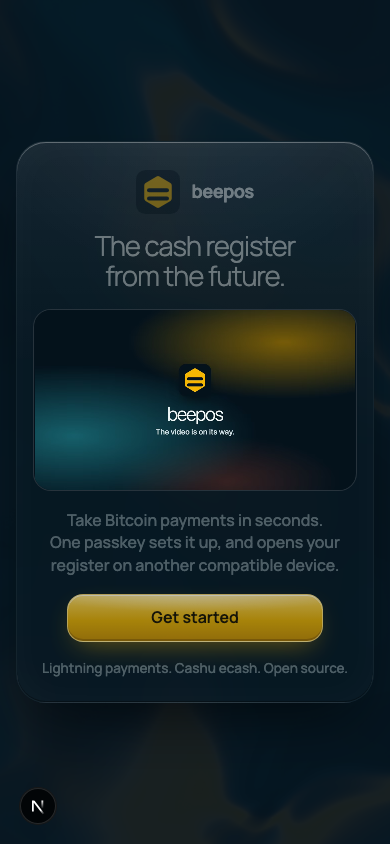 beepos
The cash register
from the future.
beepos
The video is on its way.
Take Bitcoin payments in seconds.
One passkey sets it up, and opens your
register on another compatible device.
Get started
Lightning payments. Cashu ecash. Open source.
N